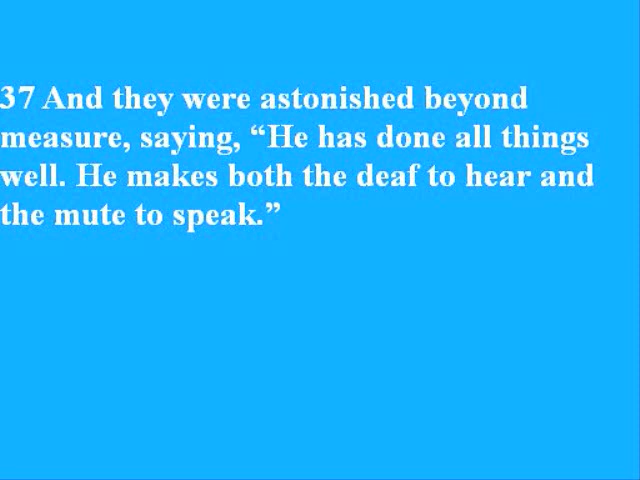 37 And they were astonished beyond
measure, saying, “He has done all things
well. He makes both the deaf to hear and
the mute to speak.”